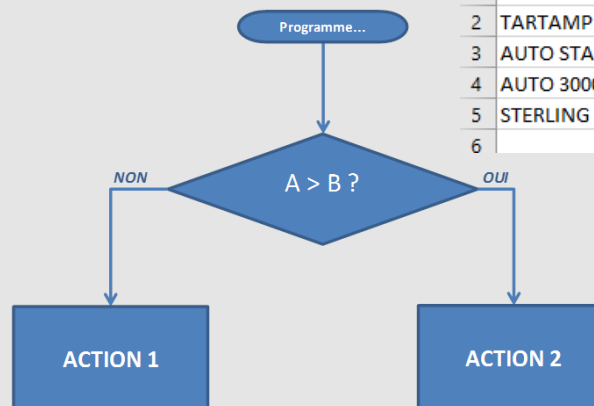 Programme...
2 TARTAMP
3 AUTO STA
4 AUTO 3000
5 STERLING
6
NON
A > B ?
OUI
ACTION 1
ACTION 2